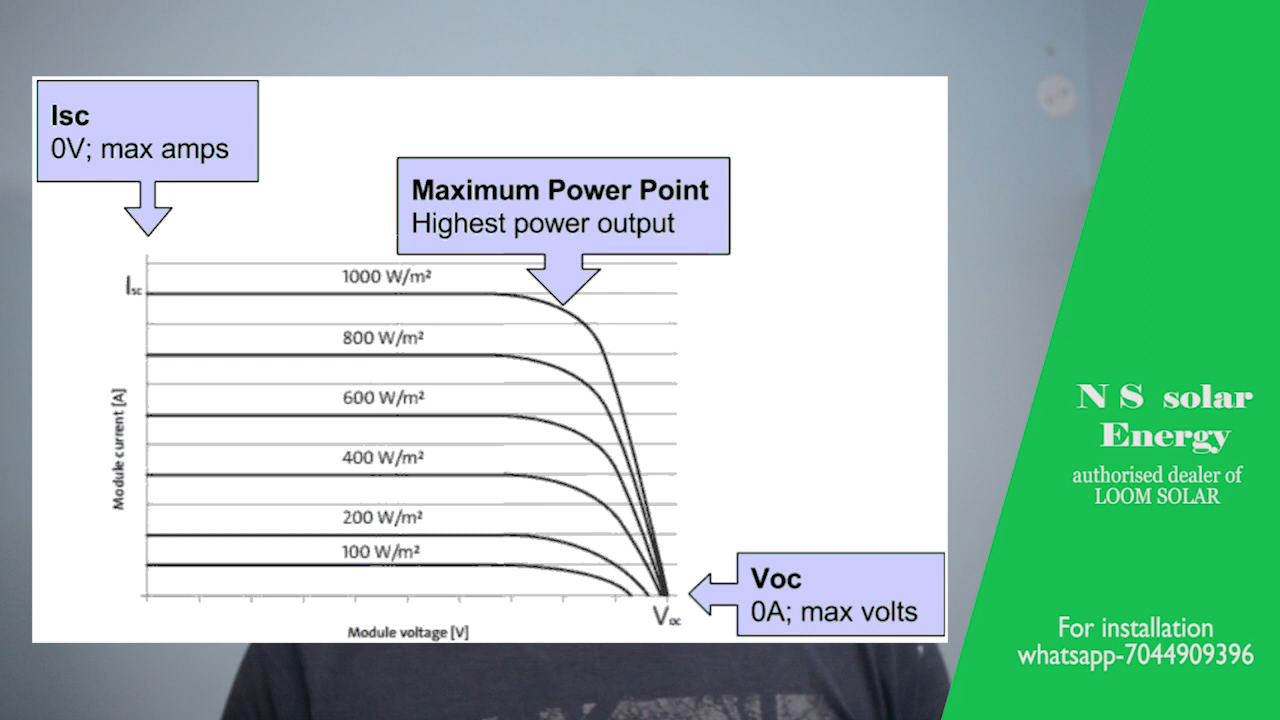 Isc
0V; max amps
Maximum Power Point
Highest power output
Isc
1000 W/m²
800 W/m²
600 W/m²
400 W/m²
200 W/m²
100 W/m²
Module current [A]
Voc
0A; max volts
Voc
Module voltage [V]
N S solar
Energy
authorised dealer of
LOOM SOLAR
For installation
whatsapp-7044909396